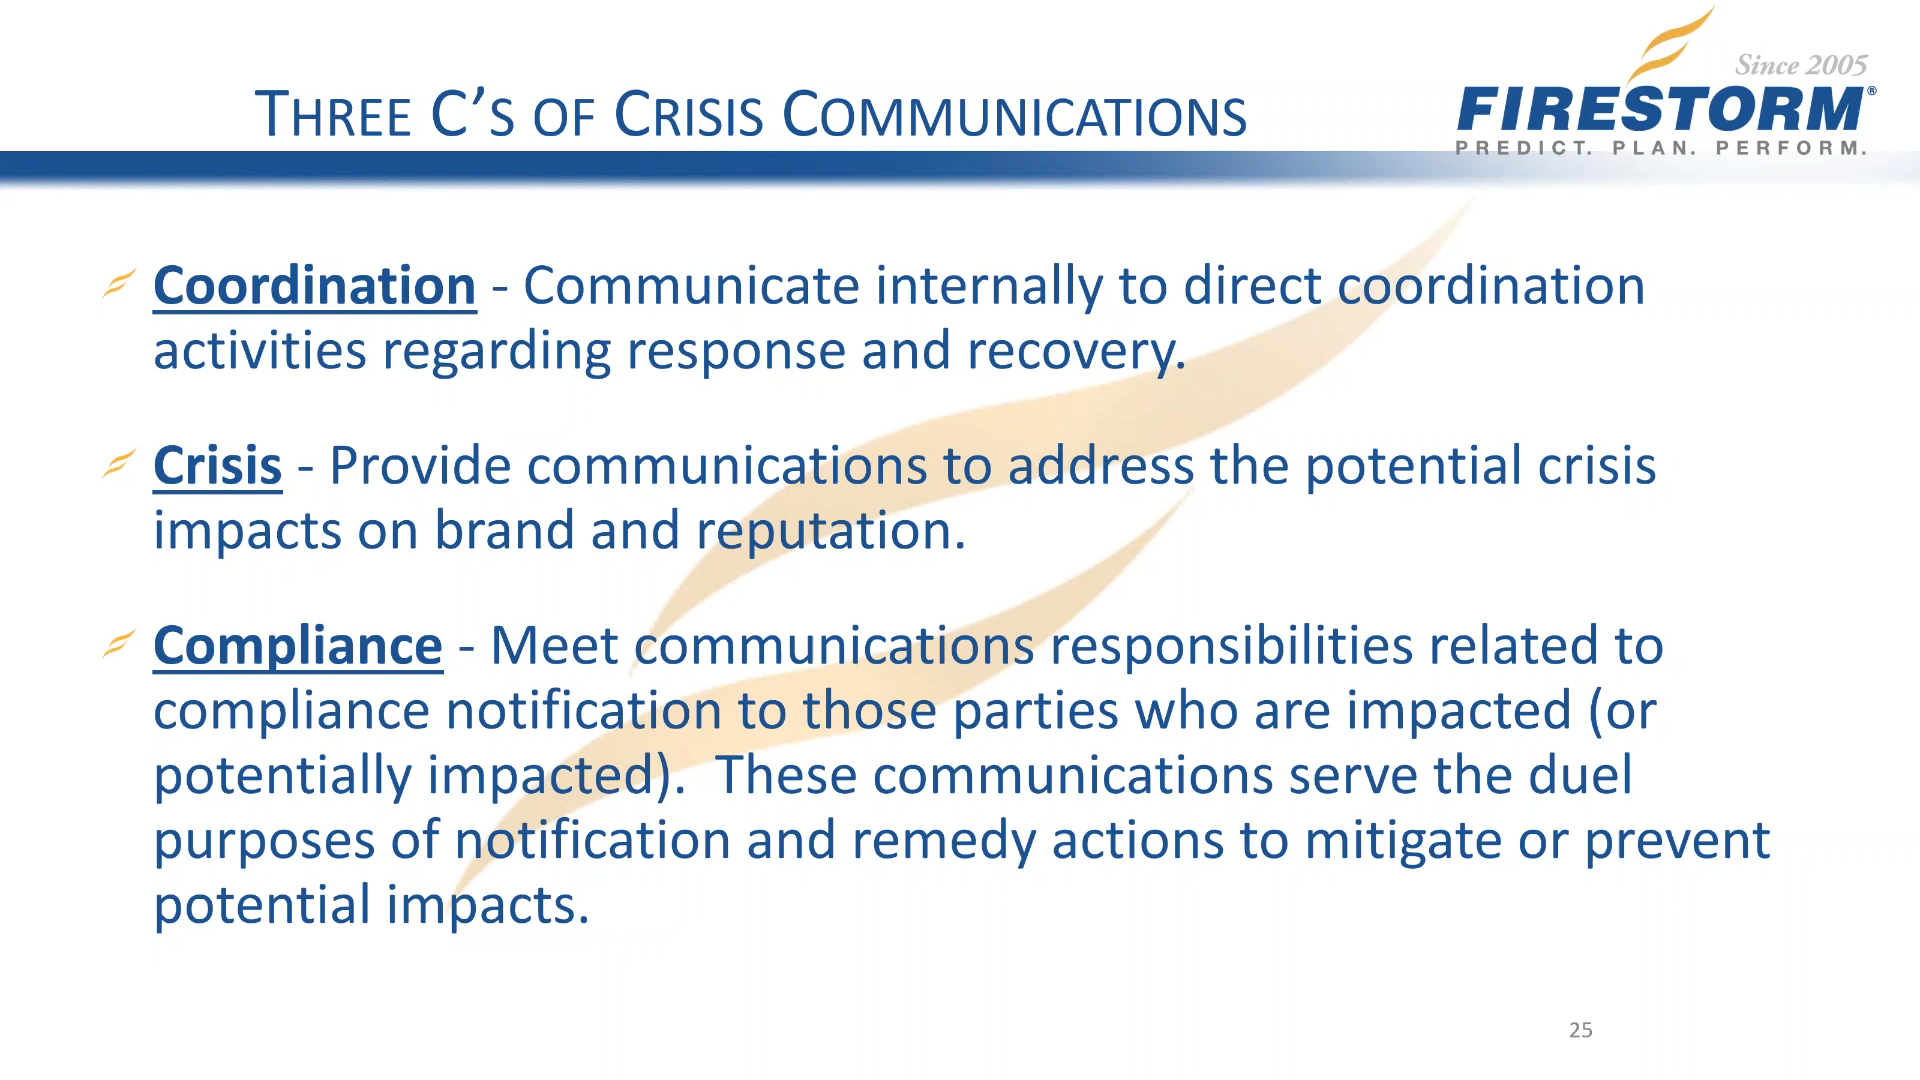 Since 2005
THREE C’S OF CRISIS COMMUNICATIONS
FIRESTORM®
PREDICT. PLAN. PERFORM.
Coordination - Communicate internally to direct coordination
activities regarding response and recovery.
Crisis - Provide communications to address the potential crisis
impacts on brand and reputation.
Compliance - Meet communications responsibilities related to
compliance notification to those parties who are impacted (or
potentially impacted).  These communications serve the duel
purposes of notification and remedy actions to mitigate or prevent
potential impacts.
25